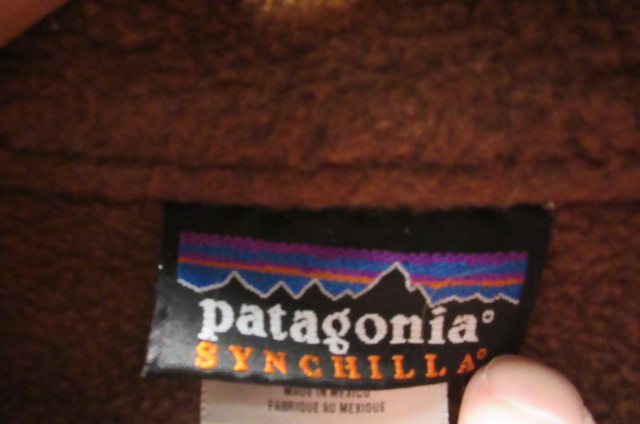 patagonia®
SYNCHILLA®
MADE IN MEXICO
FABRIQUE AU MEXIQUE